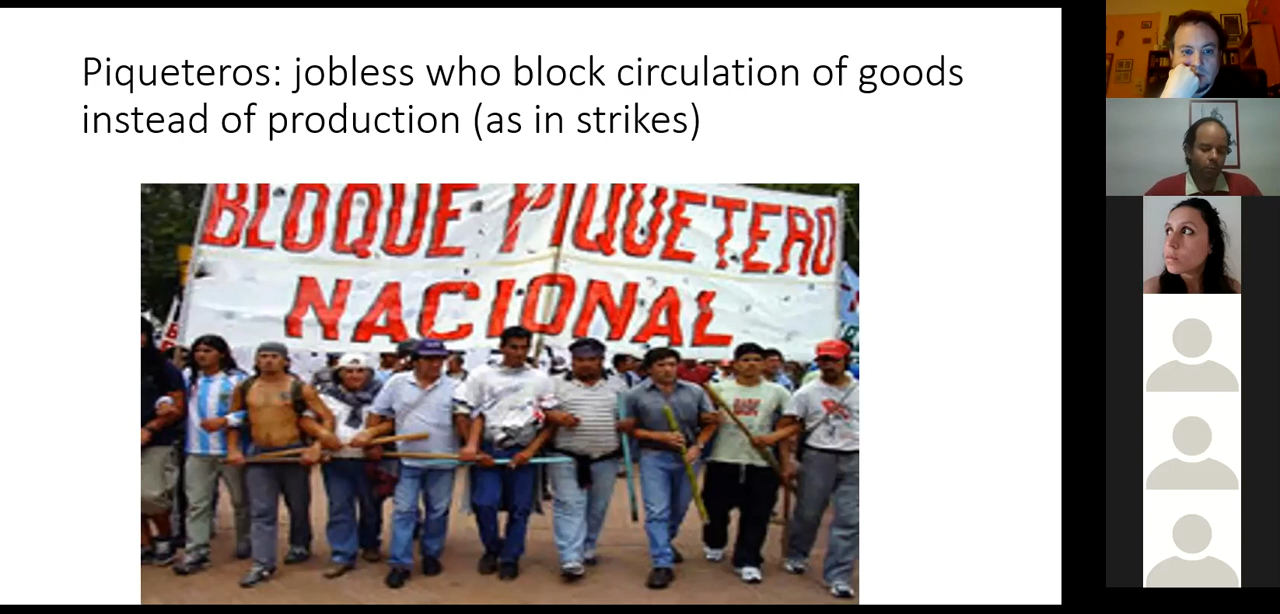 Piqueteros: jobless who block circulation of goods
instead of production (as in strikes)
BLOQUE PIQUETERO
NACIONAL